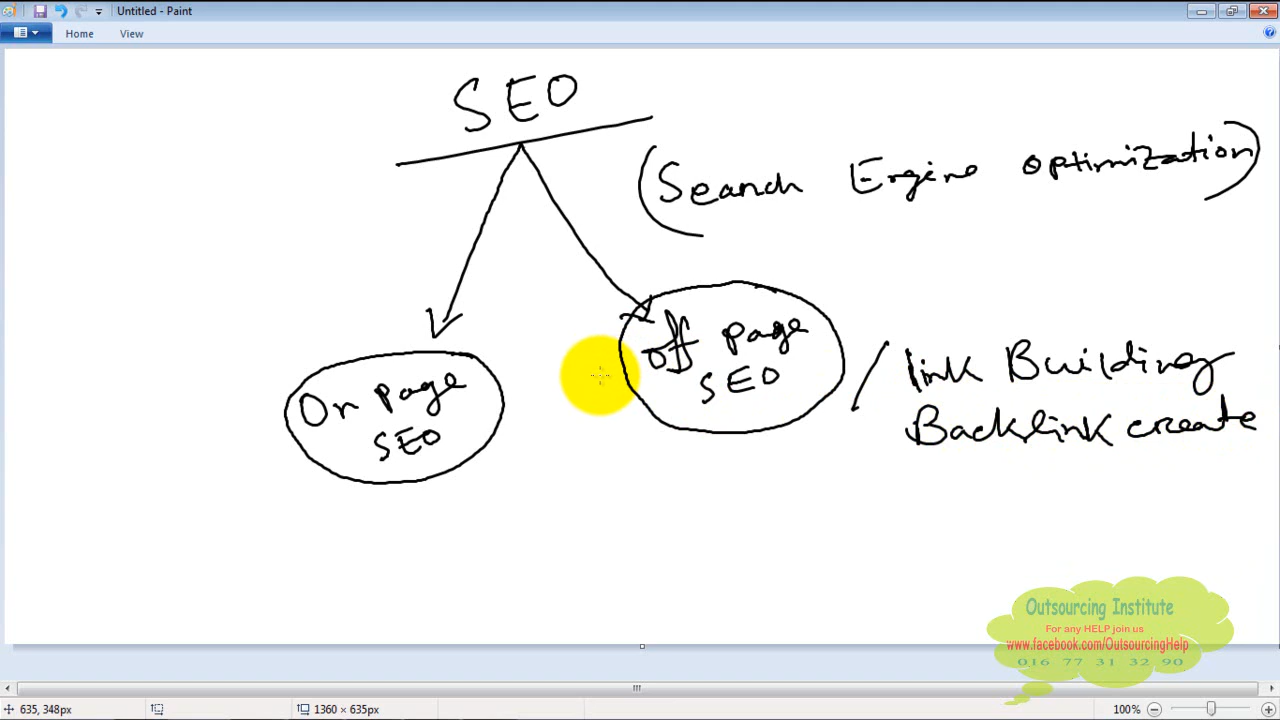 Untitled - Paint
Home View
SEO
(Search Engine optimization)
off page
SEO
/ link Building
Backlink create
On page
SEO
Outsourcing Institute
For any HELP join us
www.facebook.com/OutsourcingHelp
016 77 31 32 90
635, 348px
1360 × 635px
100%